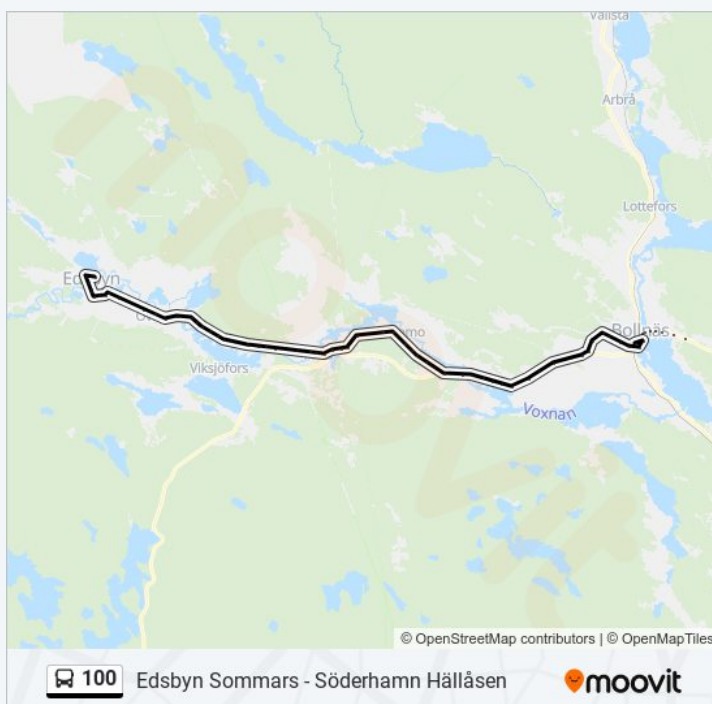 Vallsta
Arbrå
Lottefors
Edsbyn
Bollnäs
Viksjöfors
Voxnan
© OpenStreetMap contributors | © OpenMapTiles
100 Edsbyn Sommars - Söderhamn Hällåsen moovit